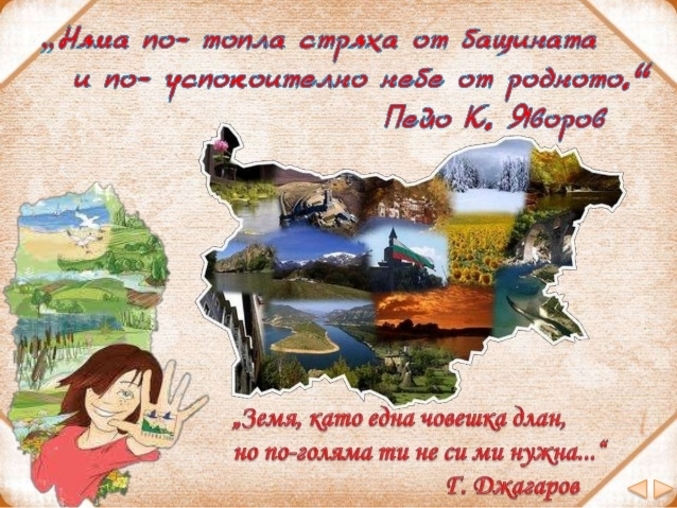 „Няма по- топла стряха от бащината
и по- успокоително небе от родното.“
Пейо К. Яворов
„Земя, като една човешка длан,
но по-голяма ти не си ми нужна...“
Г. Джагаров